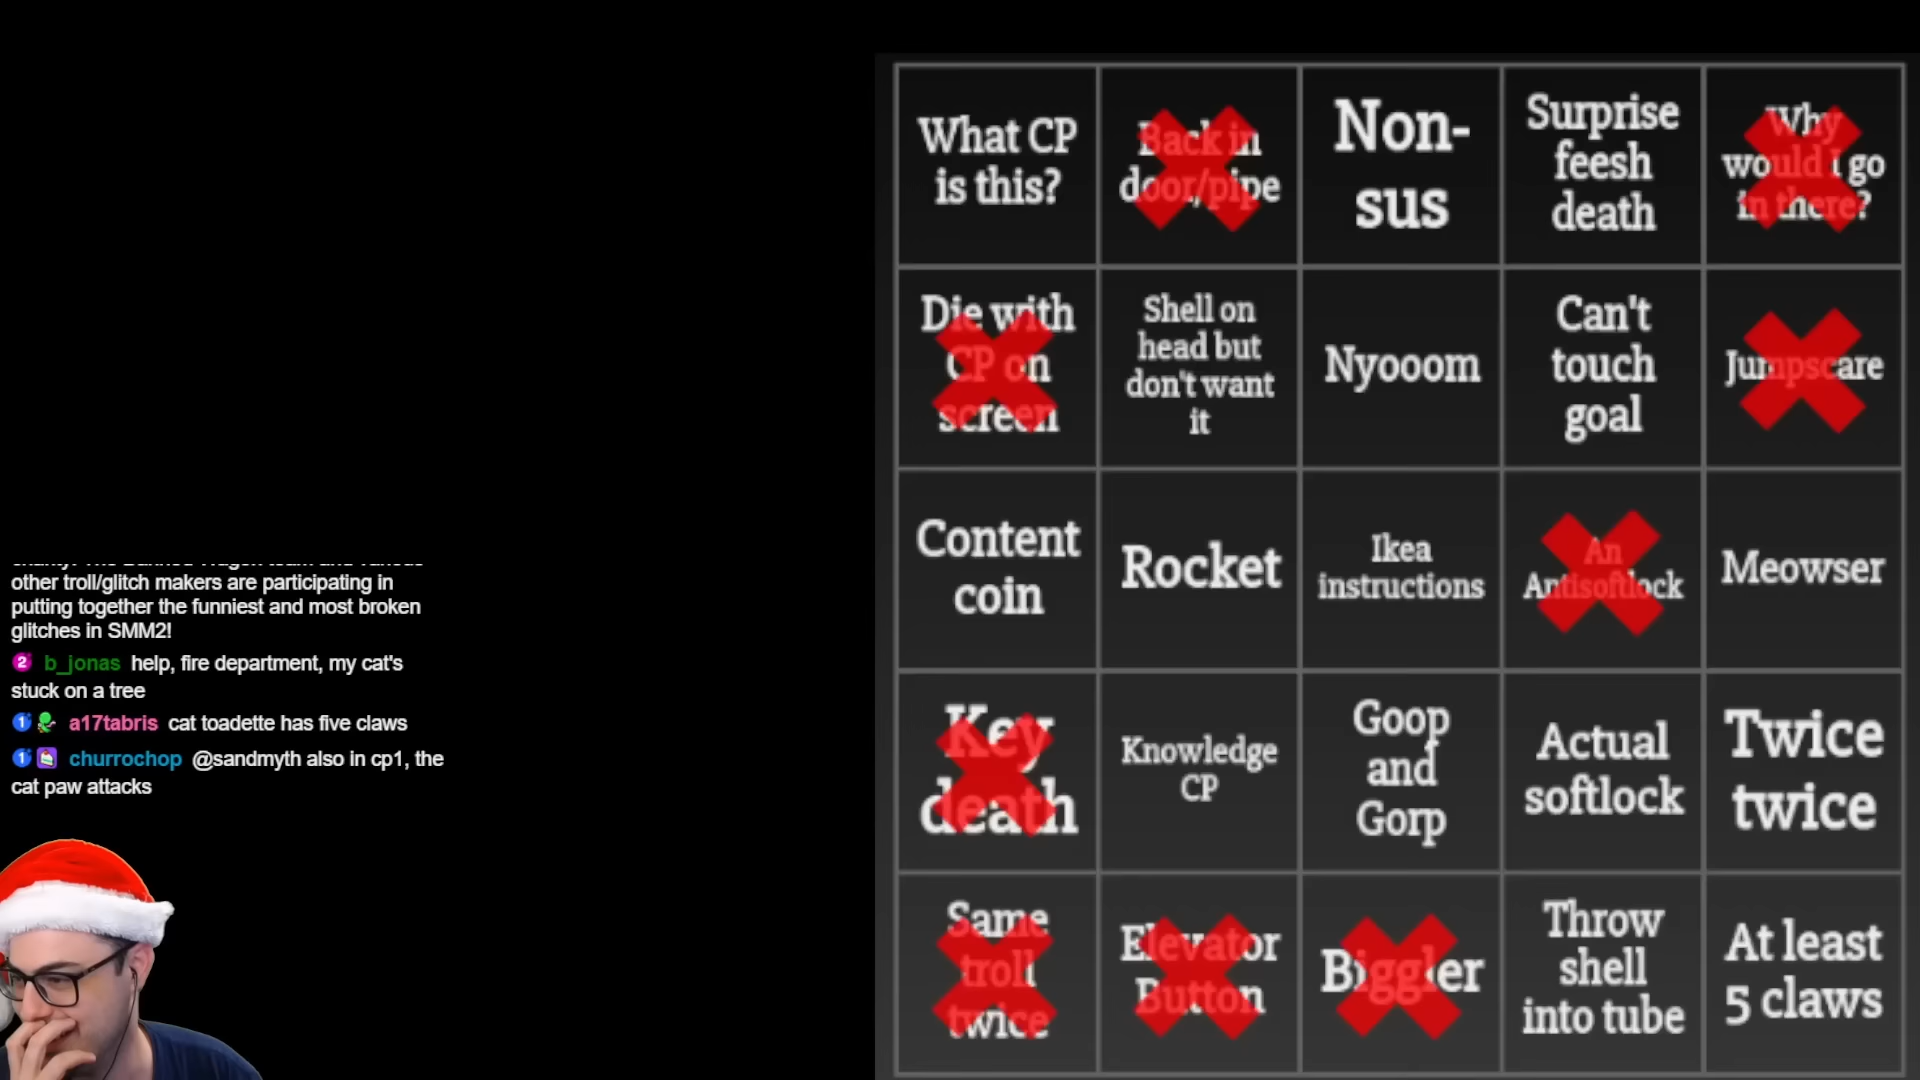 other troll/glitch makers are participating in
putting together the funniest and most broken
glitches in SMM2!
2 b_jonas help, fire department, my cat's
stuck on a tree
1 a17tabris cat toadette has five claws
1 churrochop @sandmyth also in cp1, the
cat paw attacks
What CP
is this?
Back in
door/pipe
Non-
sus
Surprise
feesh
death
Why
would I go
in there?
Die with
CP on
screen
Shell on
head but
don't want
it
Nyooom
Can't
touch
goal
Jumpscare
Content
coin
Rocket
Ikea
instructions
An
Antisoftlock
Meowser
Key
death
Knowledge
CP
Goop
and
Gorp
Actual
softlock
Twice
twice
Same
troll
twice
Elevator
Button
Biggler
Throw
shell
into tube
At least
5 claws